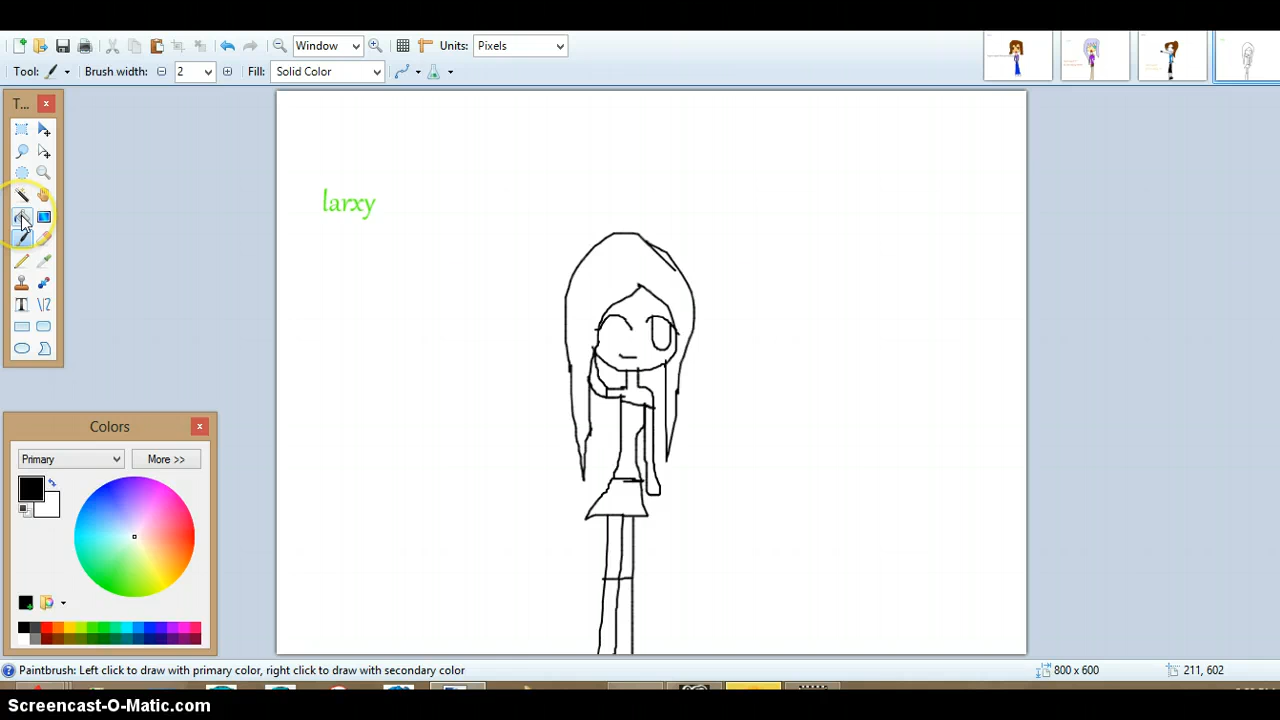 Window
Units: Pixels
Tool:
Brush width: 2
Fill: Solid Color
T...
larxy
Colors
Primary
More >>
Paintbrush: Left click to draw with primary color, right click to draw with secondary color
800 x 600
211, 602
Screencast-O-Matic.com